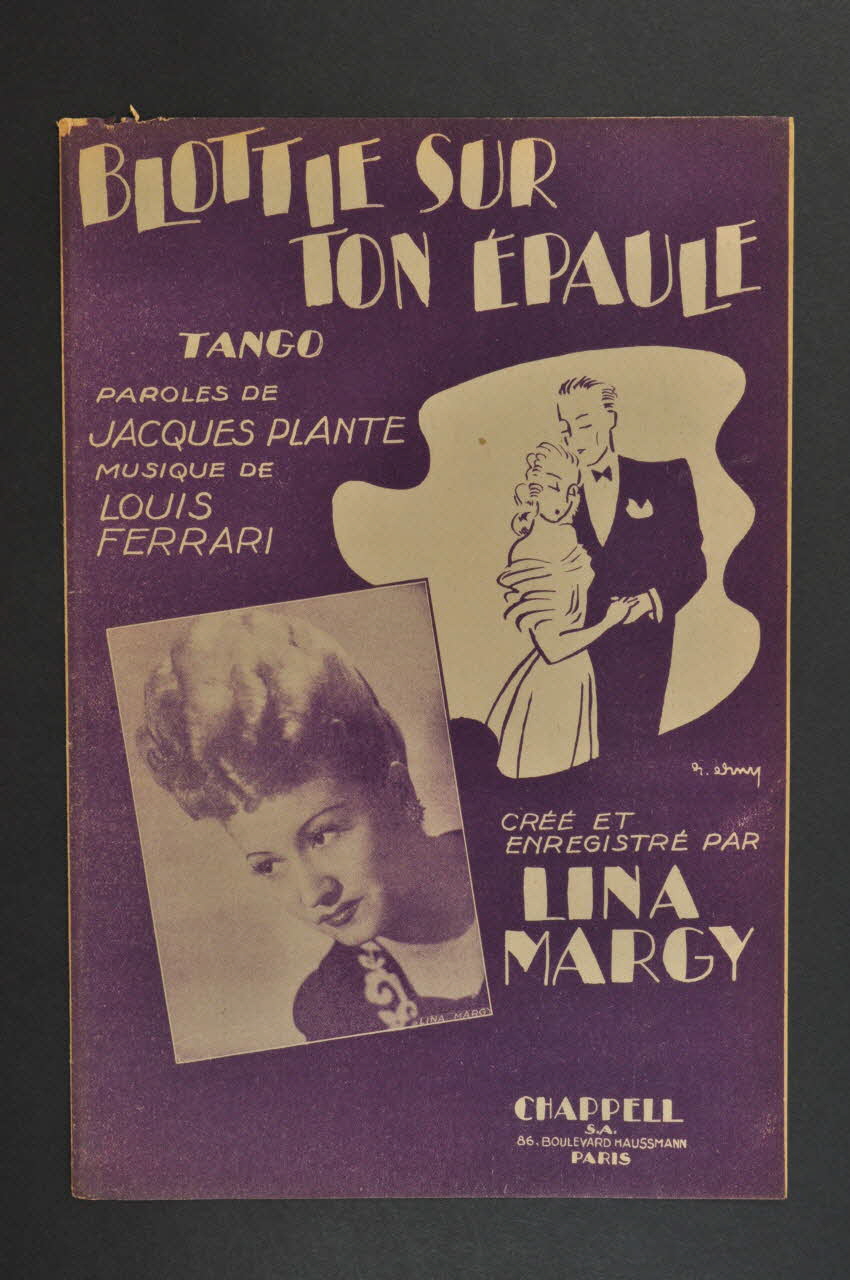 BLOTTIE SUR
TON ÉPAULE
TANGO
PAROLES DE
JACQUES PLANTE
MUSIQUE DE
LOUIS
FERRARI
CRÉÉ ET
ENREGISTRÉ PAR
LINA
MARGY
LINA MARGY
CHAPPELL
S.A.
86. BOULEVARD HAUSSMANN
PARIS